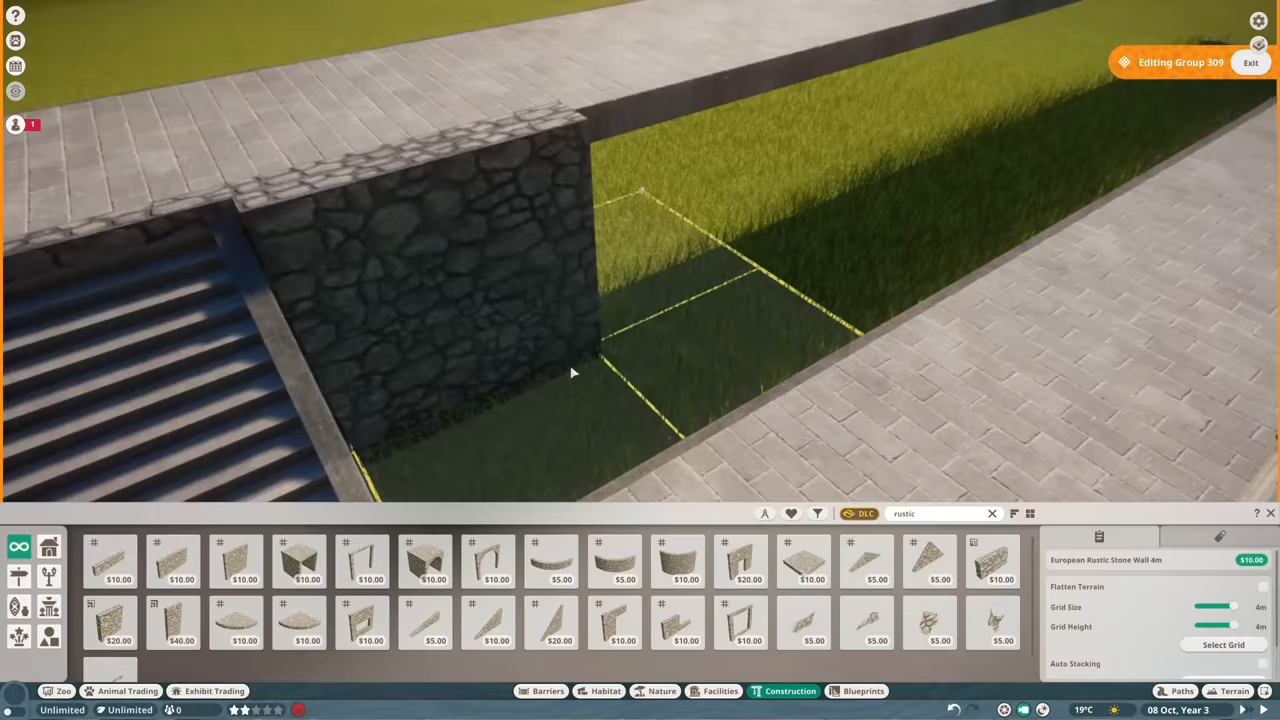 ?
Editing Group 309
Exit
1
DLC
rustic
?
$10.00 $10.00 $10.00 $10.00 $10.00 $10.00 $10.00 $5.00 $5.00 $10.00 $20.00 $10.00 $5.00 $5.00 $10.00
$20.00 $40.00 $10.00 $10.00 $10.00 $5.00 $10.00 $20.00 $10.00 $10.00 $10.00 $5.00 $5.00 $5.00 $5.00
European Rustic Stone Wall 4m
$10.00
Flatten Terrain
Grid Size 4m
Grid Height 4m
Select Grid
Auto Stacking
Zoo Animal Trading Exhibit Trading Barriers Habitat Nature Facilities Construction Blueprints Paths Terrain
Unlimited Unlimited 0 19°C 08 Oct, Year 3